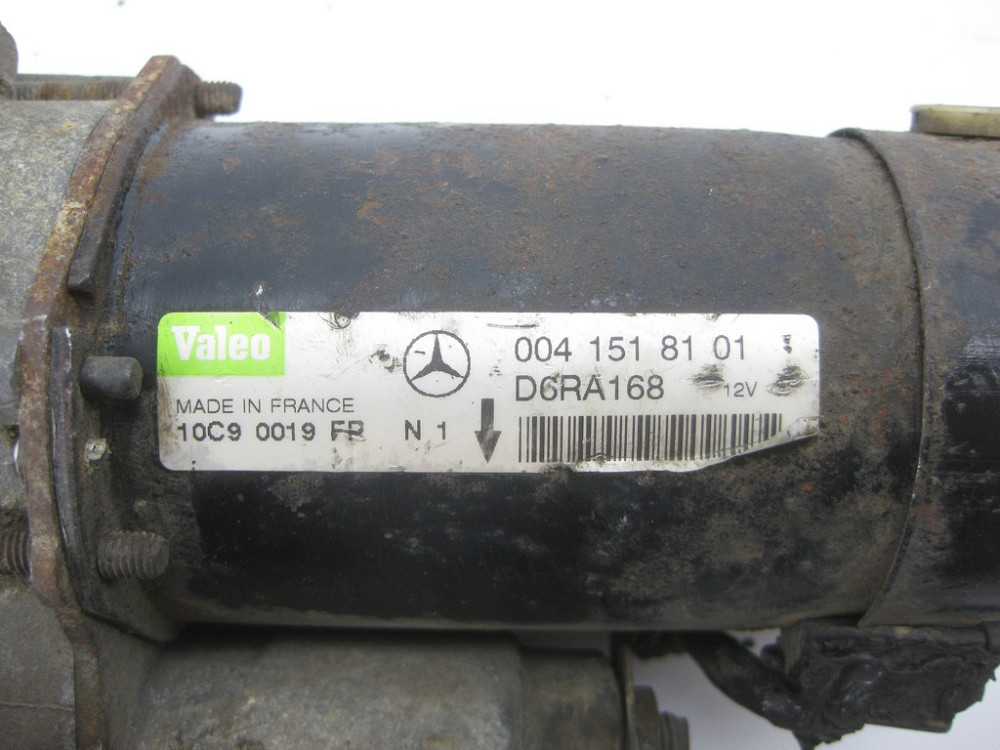 Valeo
004 151 81 01
D6RA168 12V
MADE IN FRANCE
10C9 0019 FR N 1